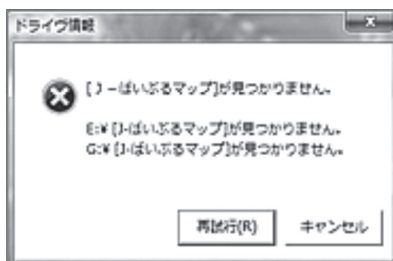 ドライヴ情報
[J－ばいぶるマップ]が見つかりません。
E:¥ [J-ばいぶるマップ]が見つかりません。
G:¥ [J-ばいぶるマップ]が見つかりません。
再試行(R)
キャンセル